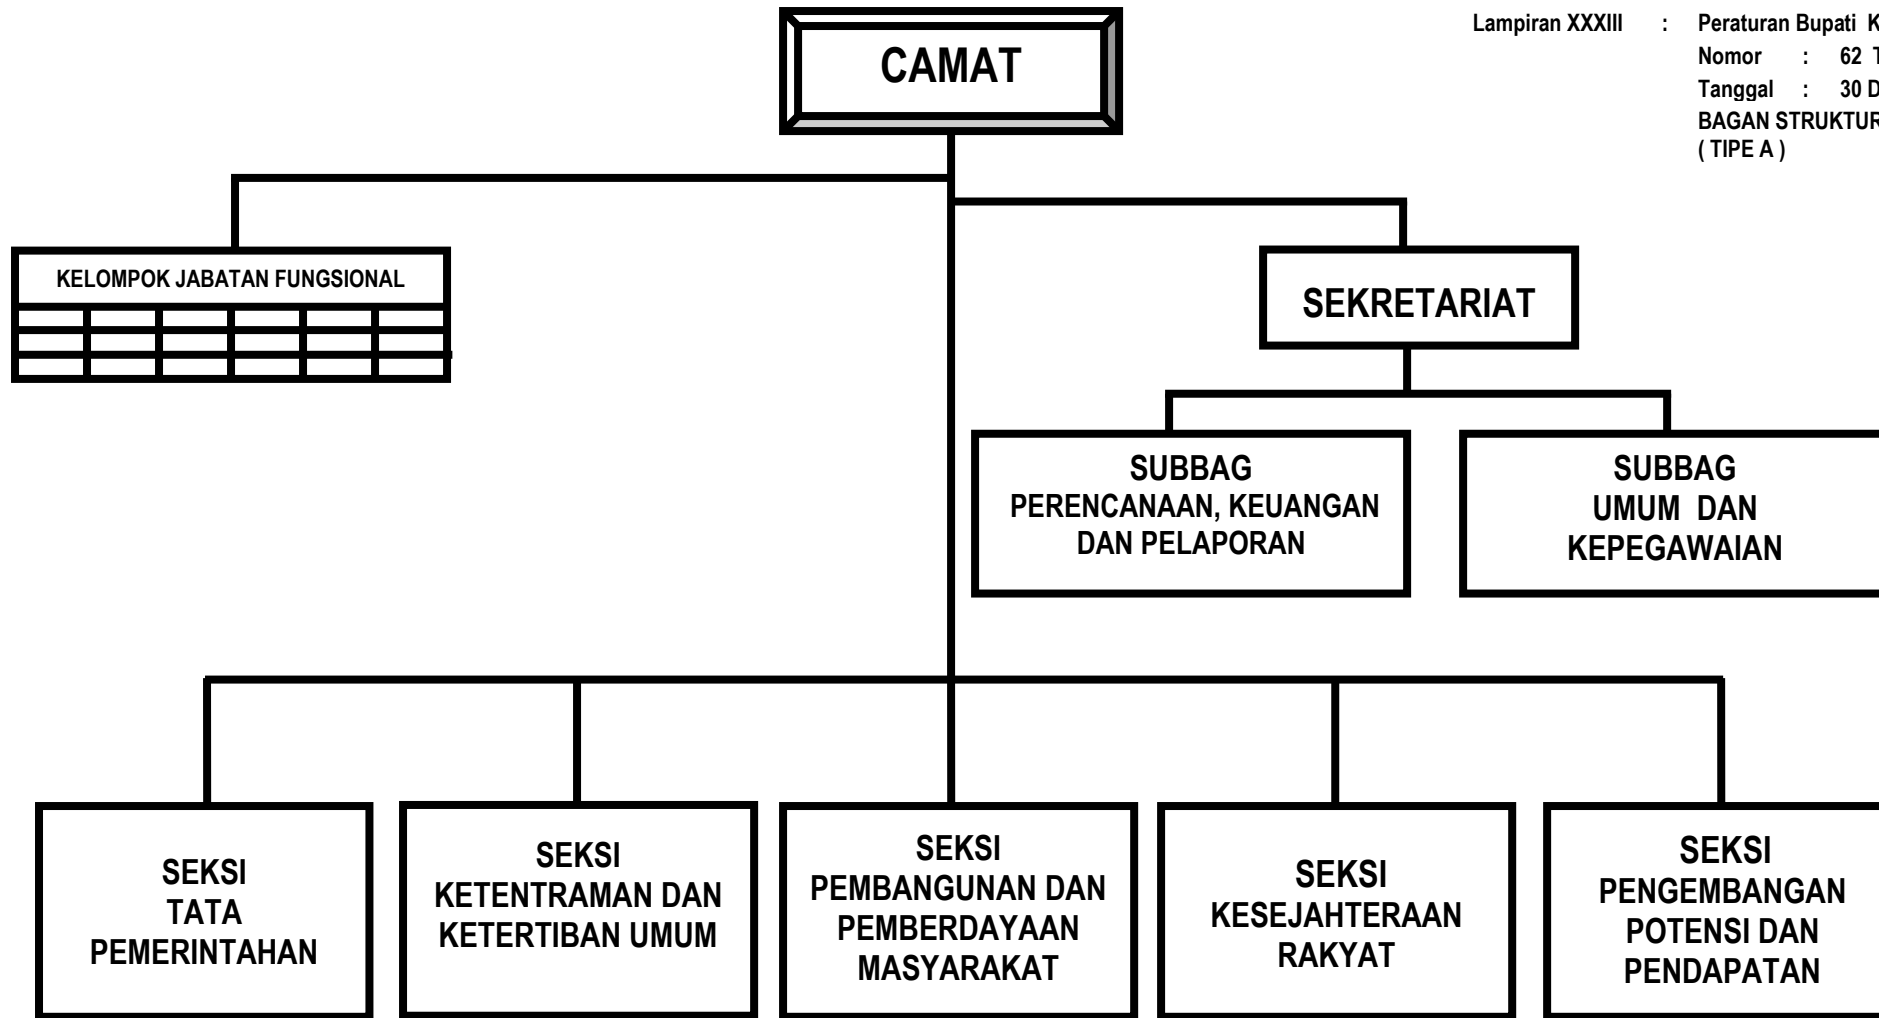 CAMAT
Lampiran XXXIII : Peraturan Bupati
Nomor : 62
Tanggal : 30
BAGAN STRUKTUR
( TIPE A )
KELOMPOK JABATAN FUNGSIONAL
SEKRETARIAT
SUBBAG
PERENCANAAN, KEUANGAN
DAN PELAPORAN
SUBBAG
UMUM DAN
KEPEGAWAIAN
SEKSI
TATA
PEMERINTAHAN
SEKSI
KETENTRAMAN DAN
KETERTIBAN UMUM
SEKSI
PEMBANGUNAN DAN
PEMBERDAYAAN
MASYARAKAT
SEKSI
KESEJAHTERAAN
RAKYAT
SEKSI
PENGEMBANGAN
POTENSI DAN
PENDAPATAN